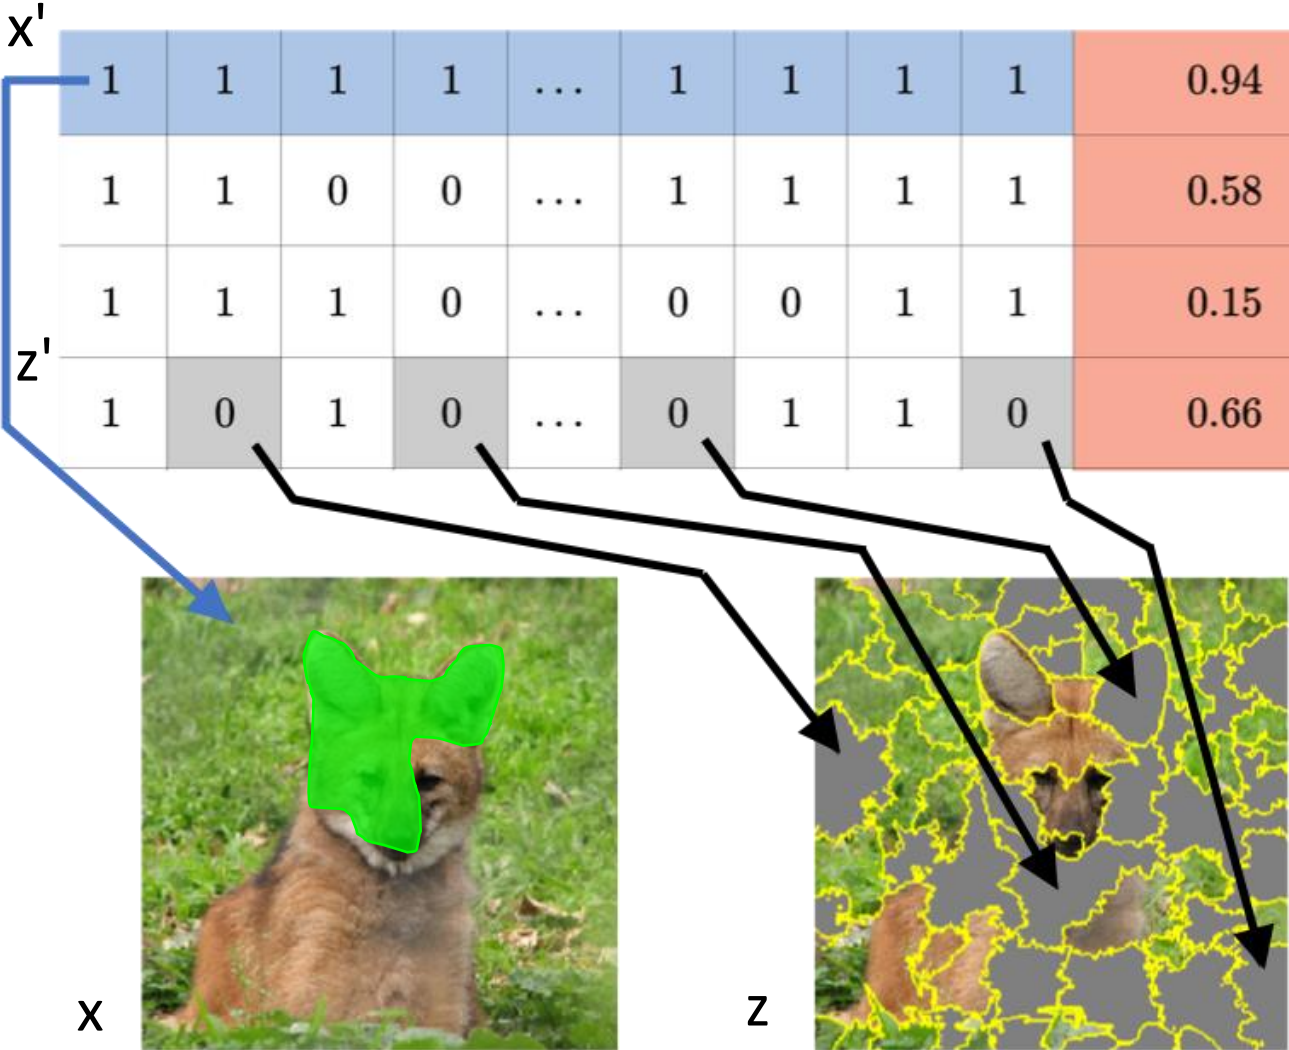 x'
1 1 1 1 ... 1 1 1 1 0.94
1 1 0 0 ... 1 1 1 1 0.58
1 1 1 0 ... 0 0 1 1 0.15
z'
1 0 1 0 ... 0 1 1 0 0.66
x
z